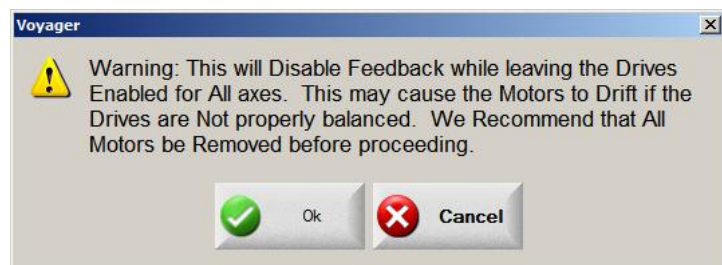 Voyager
Warning: This will Disable Feedback while leaving the Drives
Enabled for All axes. This may cause the Motors to Drift if the
Drives are Not properly balanced. We Recommend that All
Motors be Removed before proceeding.
Ok
Cancel